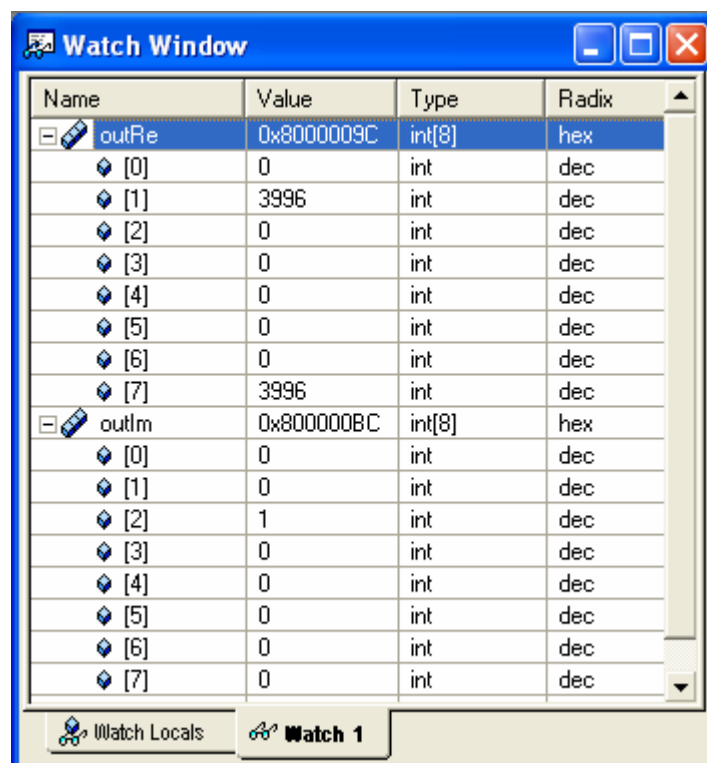 Watch Window
Name Value Type Radix
outRe 0x8000009C int[8] hex
[0] 0 int dec
[1] 3996 int dec
[2] 0 int dec
[3] 0 int dec
[4] 0 int dec
[5] 0 int dec
[6] 0 int dec
[7] 3996 int dec
outIm 0x800000BC int[8] hex
[0] 0 int dec
[1] 0 int dec
[2] 1 int dec
[3] 0 int dec
[4] 0 int dec
[5] 0 int dec
[6] 0 int dec
[7] 0 int dec
Watch Locals Watch 1